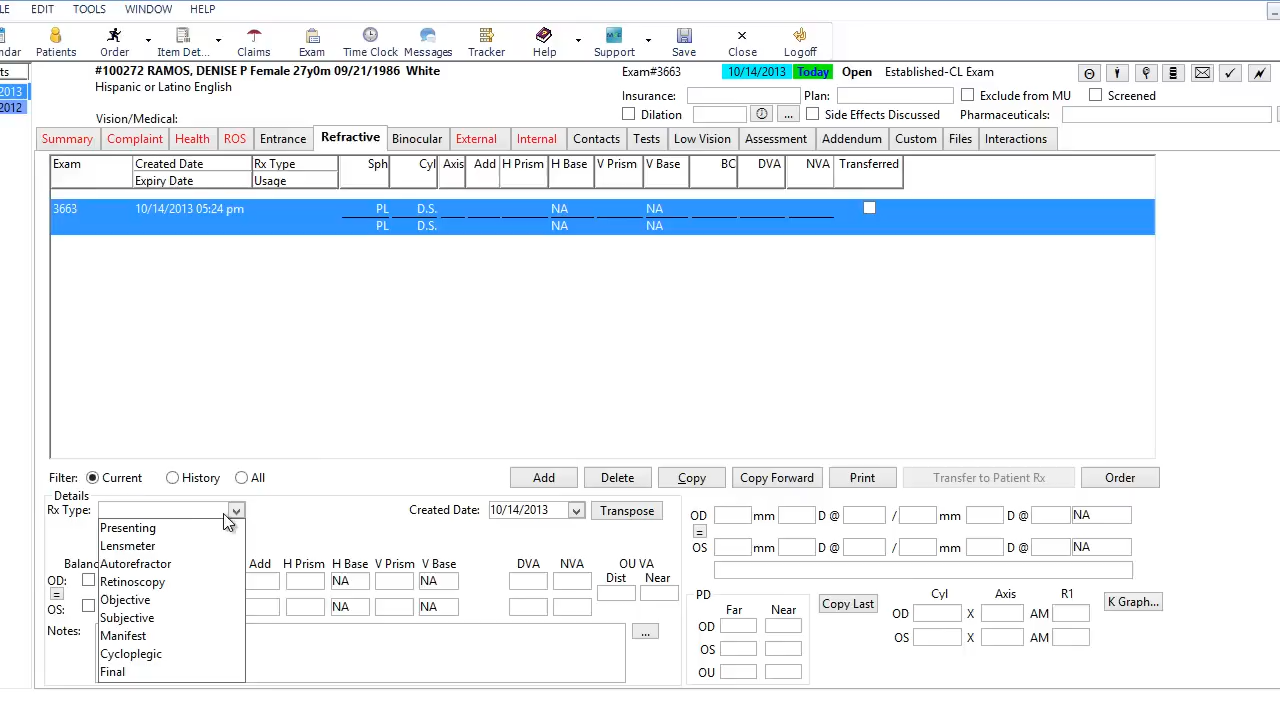 LE EDIT TOOLS WINDOW HELP
ndar Patients Order Item Det... Claims Exam Time Clock Messages Tracker Help Support Save Close Logoff
ts #100272 RAMOS, DENISE P Female 27y0m 09/21/1986 White Exam#3663 10/14/2013 Today Open Established-CL Exam
2013 Hispanic or Latino English Insurance: Plan: Exclude from MU Screened
2012 Vision/Medical: Dilation ... Side Effects Discussed Pharmaceuticals:
Summary Complaint Health ROS Entrance Refractive Binocular External Internal Contacts Tests Low Vision Assessment Addendum Custom Files Interactions
Exam Created Date Rx Type Sph Cyl Axis Add H Prism H Base V Prism V Base BC DVA NVA Transferred
Expiry Date Usage
3663 10/14/2013 05:24 pm PL D.S. NA NA
PL D.S. NA NA
Filter: Current History All Add Delete Copy Copy Forward Print Transfer to Patient Rx Order
Details
Rx Type: Created Date: 10/14/2013 Transpose OD mm D @ / mm D @ NA
Presenting
= 
Lensmeter OS mm D @ / mm D @ NA
Balanc Autorefractor Add H Prism H Base V Prism V Base DVA NVA OU VA
OD: Retinoscopy NA NA Dist Near
= Objective PD Copy Last Cyl Axis R1 K Graph...
OS: Subjective NA NA Far Near OD X AM
Notes: Manifest ... OD OS X AM
Cycloplegic OS
Final OU